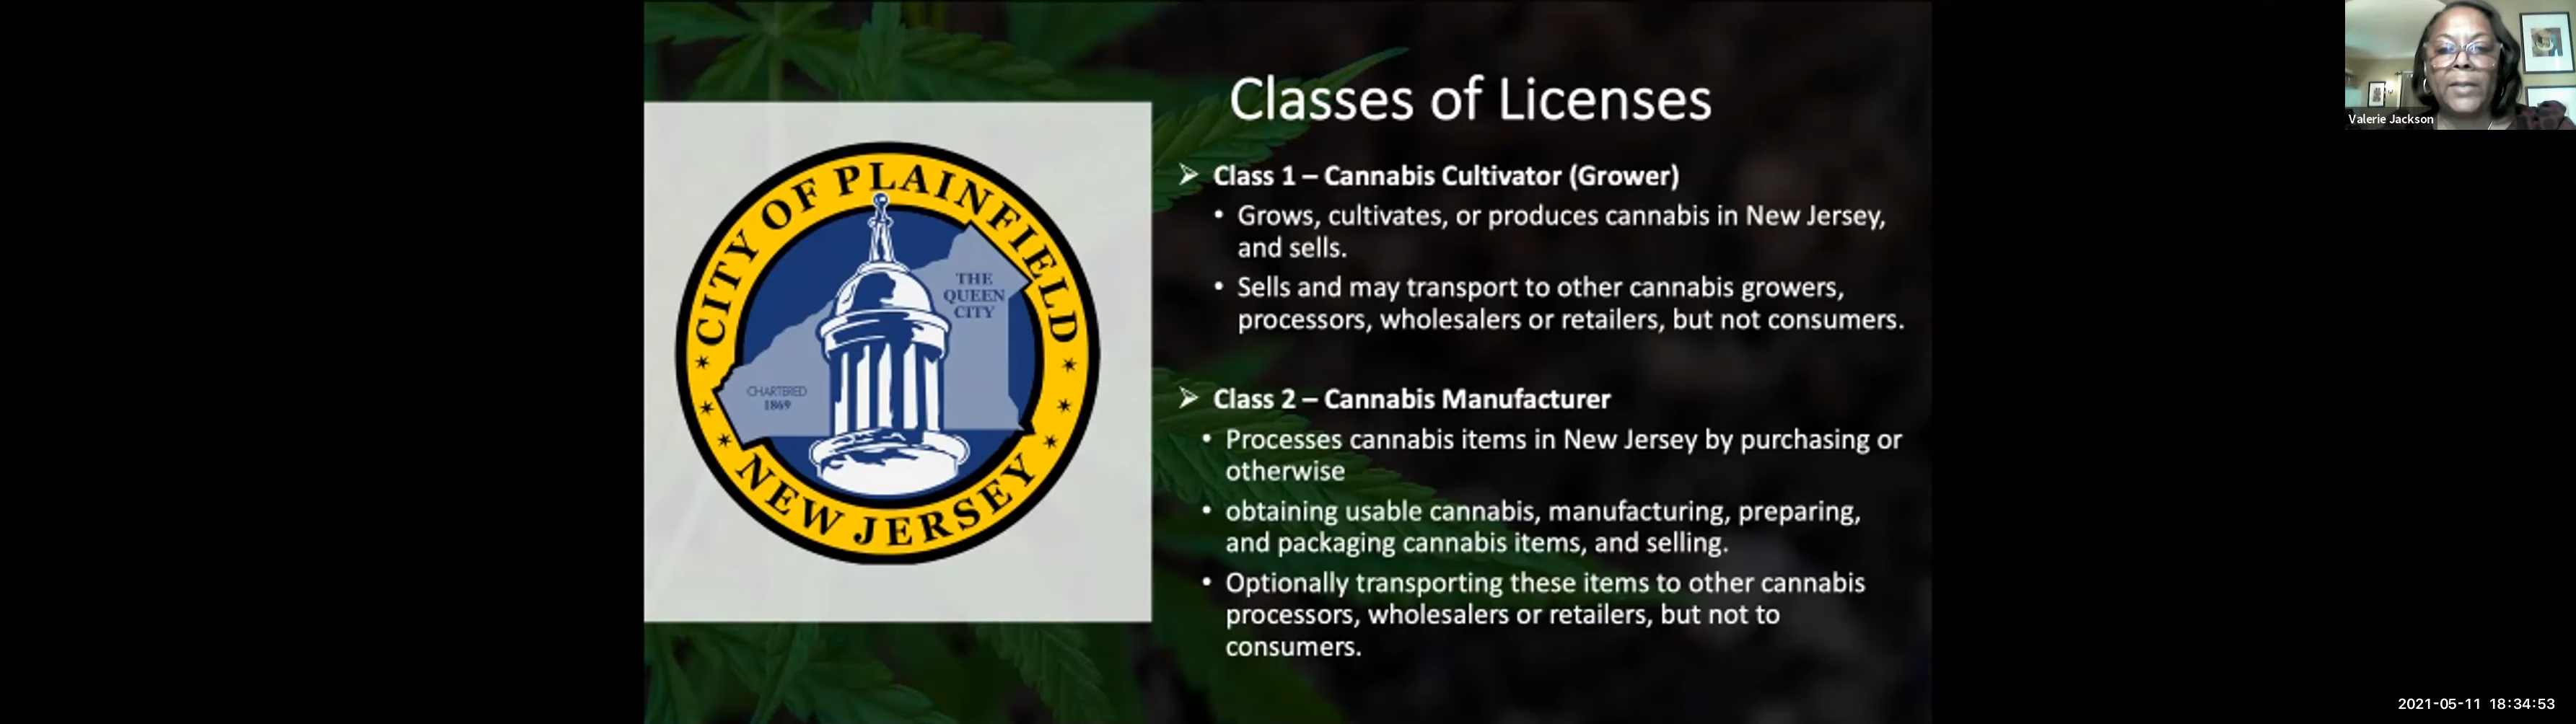 CITY OF PLAINFIELD
THE
QUEEN
CITY
CHARTERED
1869
NEW JERSEY
Classes of Licenses
➢ Class 1 – Cannabis Cultivator (Grower)
• Grows, cultivates, or produces cannabis in New Jersey,
and sells.
• Sells and may transport to other cannabis growers,
processors, wholesalers or retailers, but not consumers.
➢ Class 2 – Cannabis Manufacturer
• Processes cannabis items in New Jersey by purchasing or
otherwise
• obtaining usable cannabis, manufacturing, preparing,
and packaging cannabis items, and selling.
• Optionally transporting these items to other cannabis
processors, wholesalers or retailers, but not to
consumers.
Valerie Jackson
2021-05-11 18:34:53